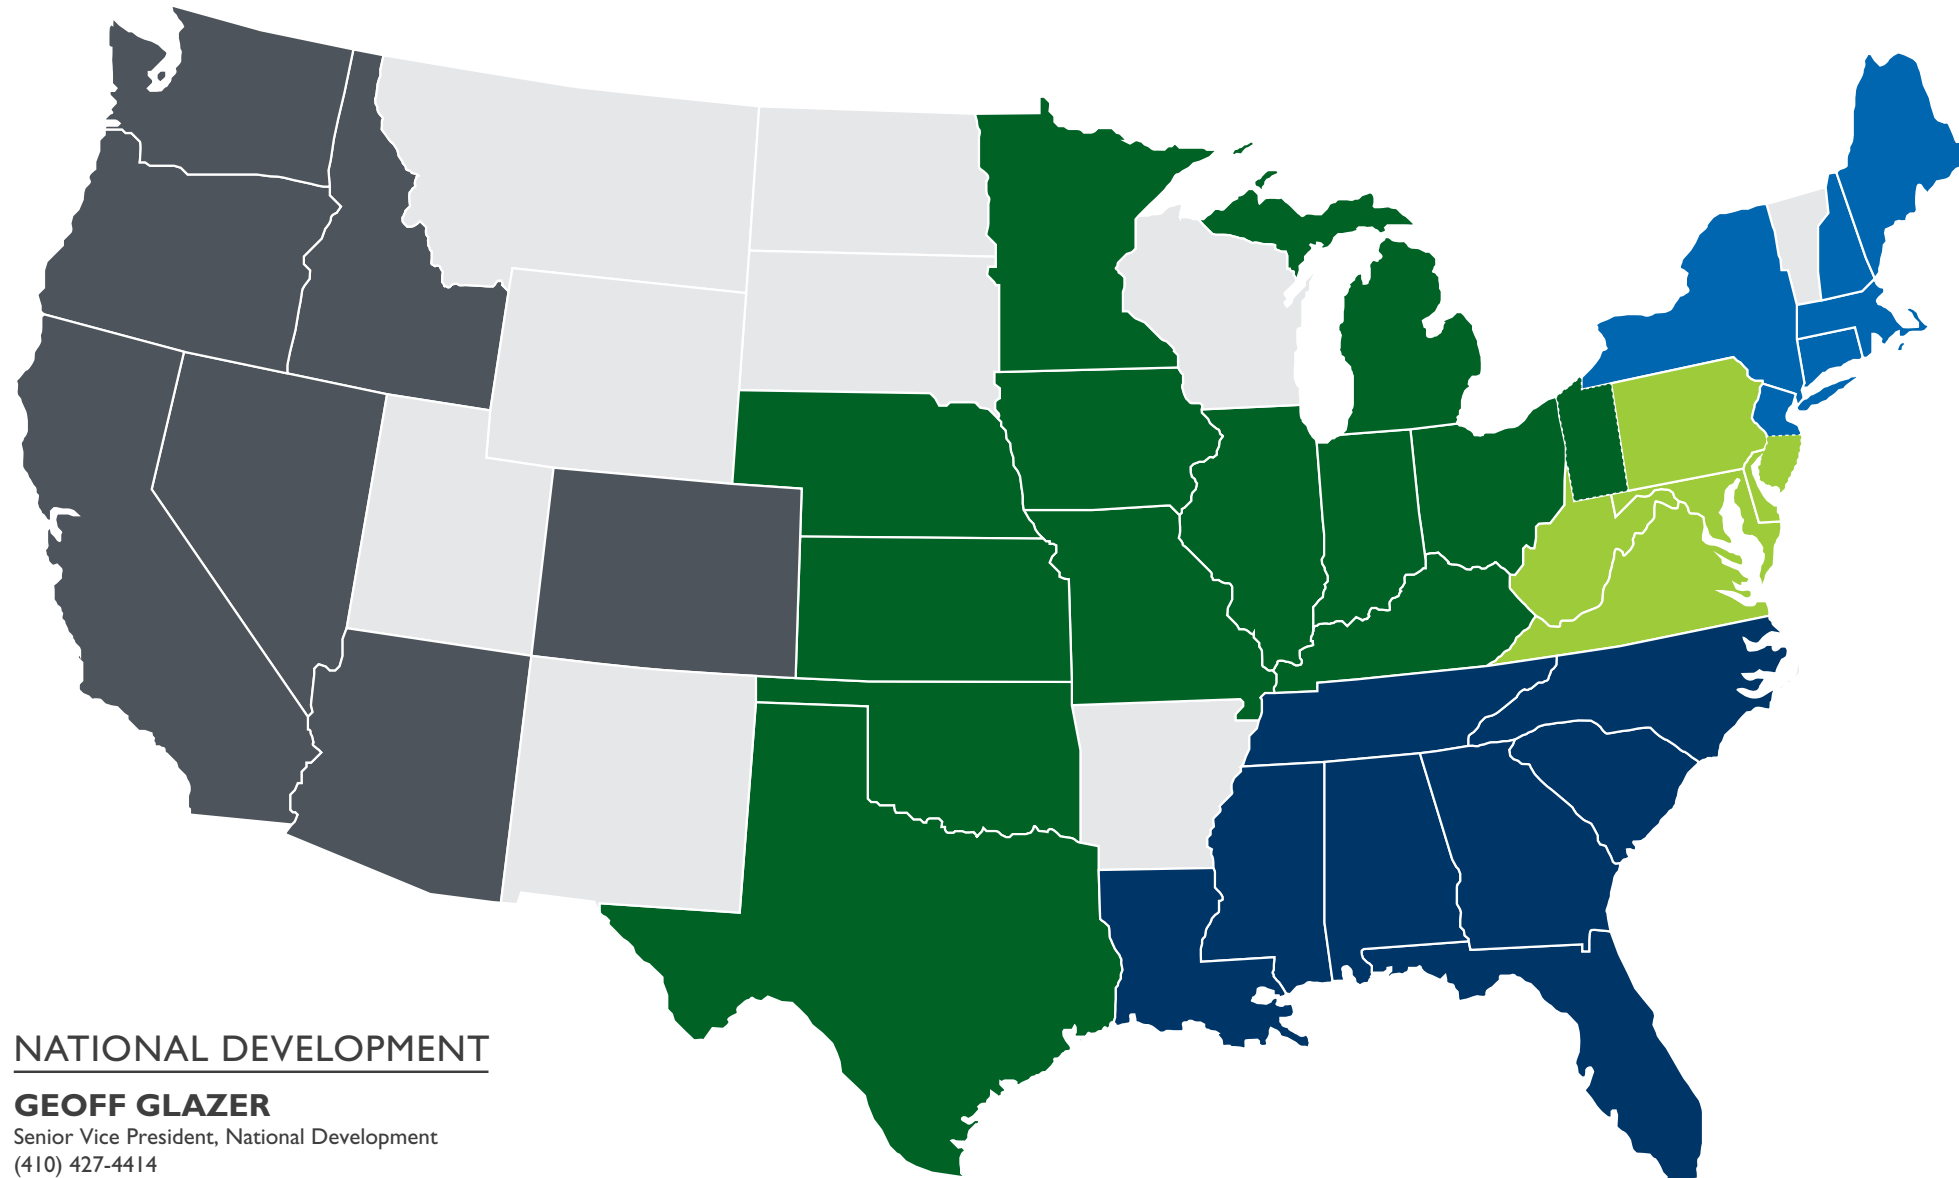 NATIONAL DEVELOPMENT
GEOFF GLAZER
Senior Vice President, National Development
(410) 427-4414